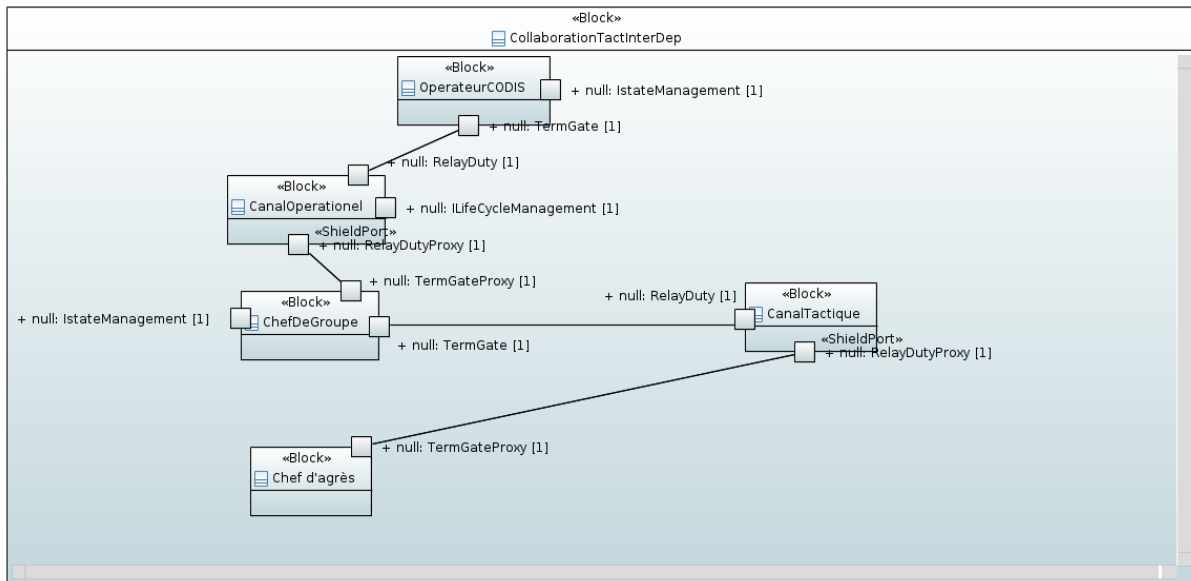 «Block»
CollaborationTactInterDep
«Block»
OperateurCODIS
+ null: IstateManagement [1]
+ null: TermGate [1]
+ null: RelayDuty [1]
«Block»
CanalOperationel
+ null: ILifeCycleManagement [1]
«ShieldPort»
+ null: RelayDutyProxy [1]
+ null: TermGateProxy [1]
«Block»
ChefDeGroupe
+ null: IstateManagement [1]
+ null: TermGate [1]
+ null: RelayDuty [1]
«Block»
CanalTactique
«ShieldPort»
+ null: RelayDutyProxy [1]
+ null: TermGateProxy [1]
«Block»
Chef d'agrès